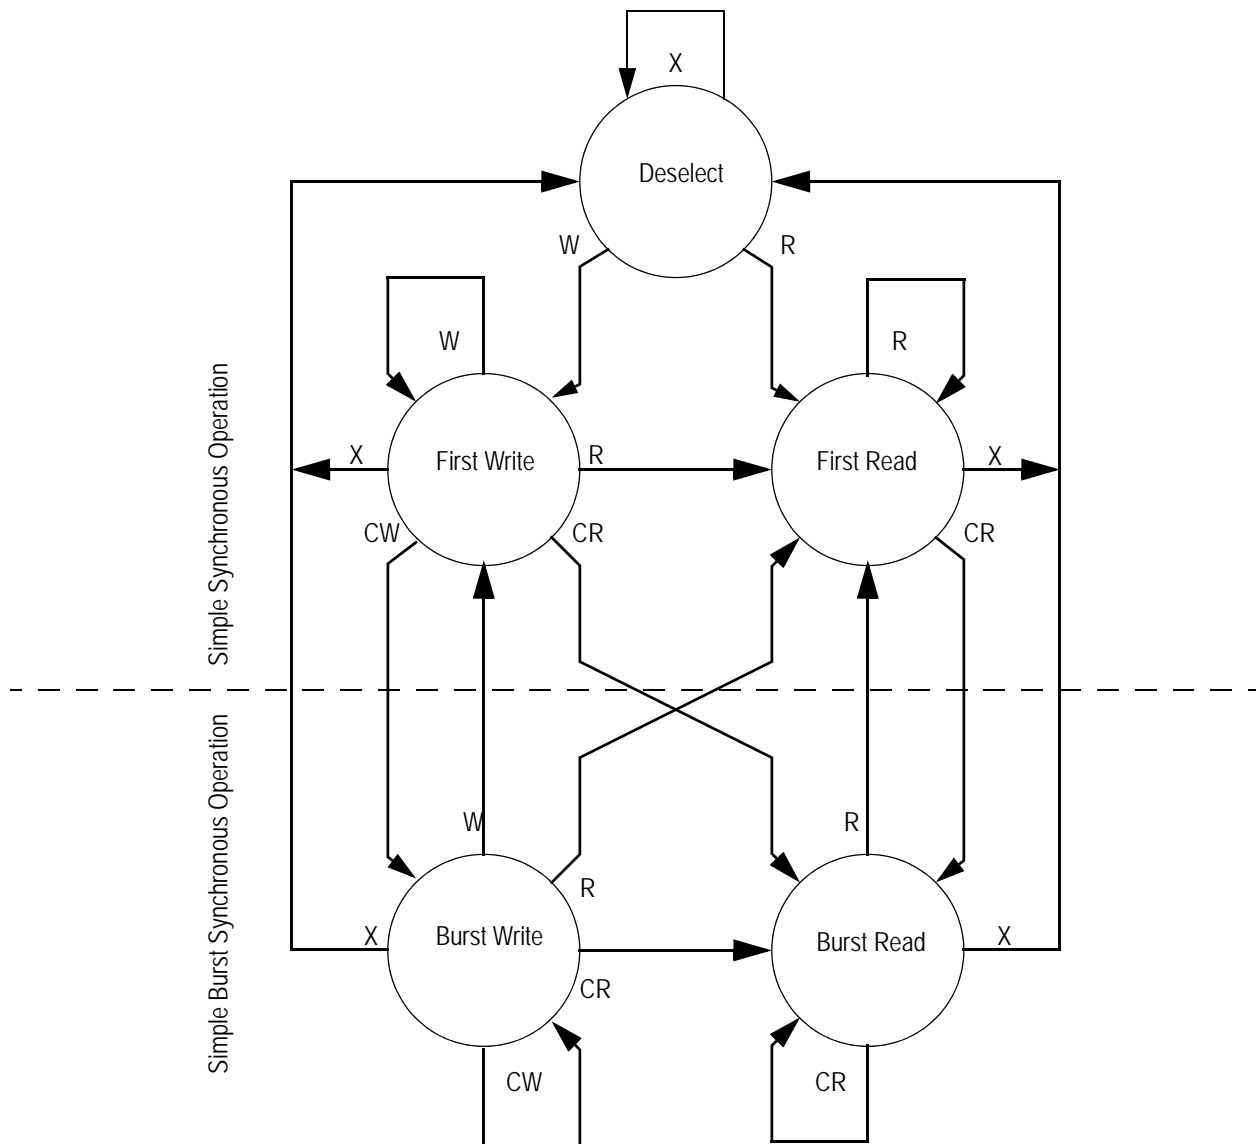 X
Deselect
W
R
W
R
Simple Synchronous Operation
X
First Write
R
First Read
X
CW
CR
CR
Simple Burst Synchronous Operation
W
R
R
X
Burst Write
Burst Read
X
CR
CW
CR